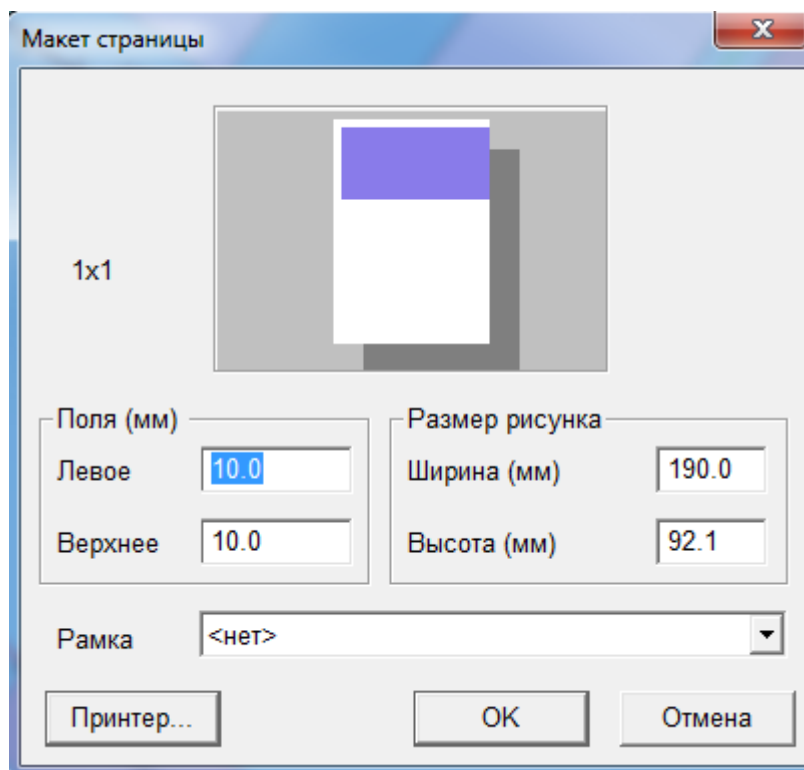 Макет страницы
1x1
Поля (мм)
Левое 10.0
Верхнее 10.0
Размер рисунка
Ширина (мм) 190.0
Высота (мм) 92.1
Рамка <нет>
Принтер... OK Отмена